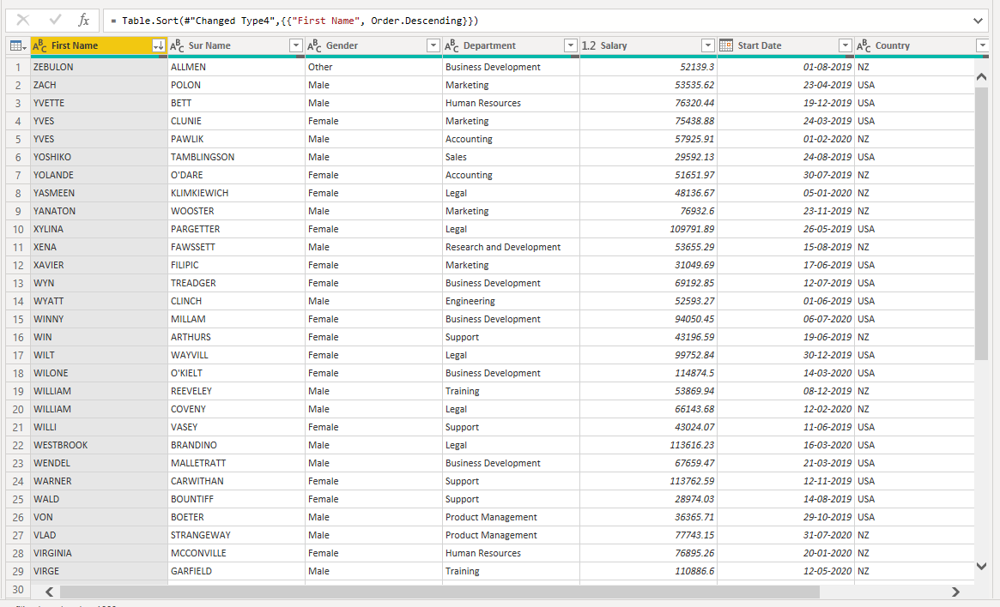 fx = Table.Sort(#"Changed Type4",{{"First Name", Order.Descending}})
ABC First Name ABC Sur Name ABC Gender ABC Department 1.2 Salary Start Date ABC Country
1 ZEBULON ALLMEN Other Business Development 52139.3 01-08-2019 NZ
2 ZACH POLON Male Marketing 53535.62 23-04-2019 USA
3 YVETTE BETT Male Human Resources 76320.44 19-12-2019 USA
4 YVES CLUNIE Female Marketing 75438.88 24-03-2019 USA
5 YVES PAWLIK Male Accounting 57925.91 01-02-2020 NZ
6 YOSHIKO TAMBLINGSON Male Sales 29592.13 24-08-2019 USA
7 YOLANDE O'DARE Female Accounting 51651.97 30-07-2019 NZ
8 YASMEEN KLIMKIEWICH Female Legal 48136.67 05-01-2020 NZ
9 YANATON WOOSTER Male Marketing 76932.6 23-11-2019 NZ
10 XYLINA PARGETTER Female Legal 109791.89 26-05-2019 USA
11 XENA FAWSSETT Male Research and Development 53655.29 15-08-2019 NZ
12 XAVIER FILIPIC Female Marketing 31049.69 17-06-2019 USA
13 WYN TREADGER Female Business Development 69192.85 12-07-2019 USA
14 WYATT CLINCH Male Engineering 52593.27 01-06-2019 USA
15 WINNY MILLAM Female Business Development 94050.45 06-07-2020 USA
16 WIN ARTHURS Female Support 43196.59 19-06-2019 NZ
17 WILT WAYVILL Female Legal 99752.84 30-12-2019 USA
18 WILONE O'KIELT Female Business Development 114874.5 14-03-2020 USA
19 WILLIAM REEVELEY Male Training 53869.94 08-12-2019 NZ
20 WILLIAM COVENY Male Legal 66143.68 12-02-2020 NZ
21 WILLI VASEY Female Support 43024.07 11-06-2019 USA
22 WESTBROOK BRANDINO Male Legal 113616.23 16-03-2020 USA
23 WENDEL MALLETRATT Male Business Development 67659.47 21-03-2019 USA
24 WARNER CARWITHAN Female Support 113762.59 12-11-2019 USA
25 WALD BOUNTIFF Female Support 28974.03 14-08-2019 USA
26 VON BOETER Male Product Management 36365.71 29-10-2019 USA
27 VLAD STRANGEWAY Male Product Management 77743.15 31-07-2020 NZ
28 VIRGINIA MCCONVILLE Female Human Resources 76895.26 20-01-2020 NZ
29 VIRGE GARFIELD Male Training 110886.6 12-05-2020 NZ
30